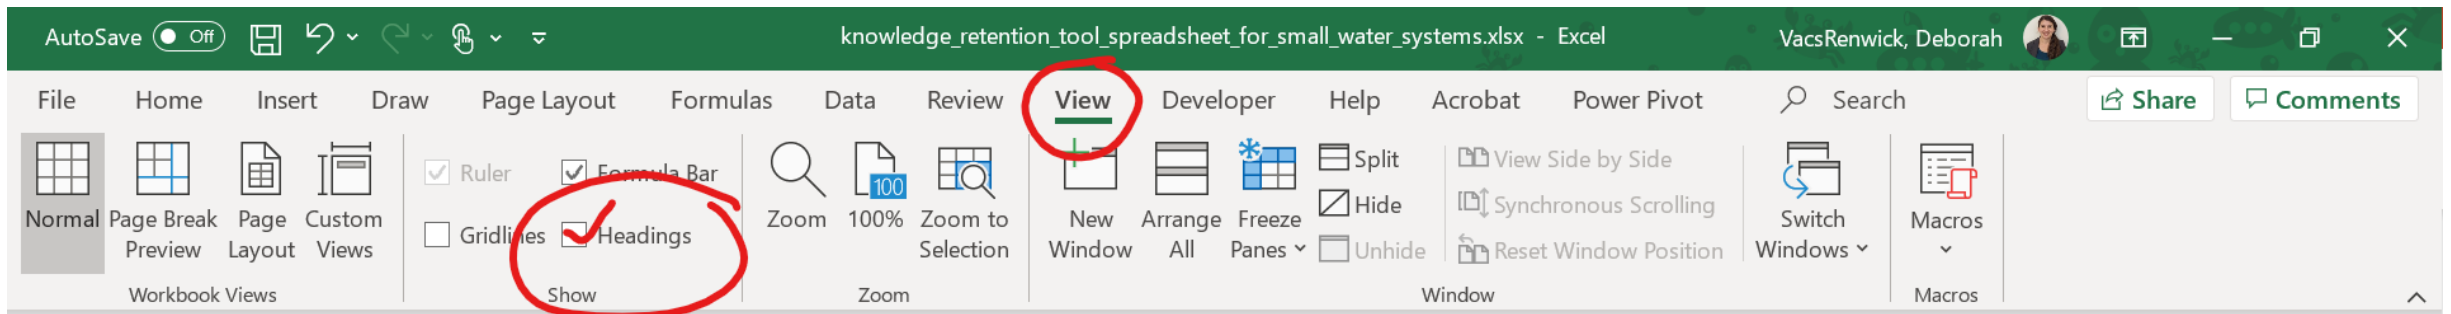 AutoSave Off knowledge_retention_tool_spreadsheet_for_small_water_systems.xlsx - Excel VacsRenwick, Deborah
File Home Insert Draw Page Layout Formulas Data Review View Developer Help Acrobat Power Pivot Search Share Comments
Normal
Page Break Preview
Page Layout
Custom Views
Workbook Views
Ruler
Formula Bar
Gridlines
Headings
Show
Zoom
100
100%
Zoom to Selection
Zoom
New Window
Arrange All
Freeze Panes
Split
Hide
Unhide
View Side by Side
Synchronous Scrolling
Reset Window Position
Switch Windows
Window
Macros
Macros